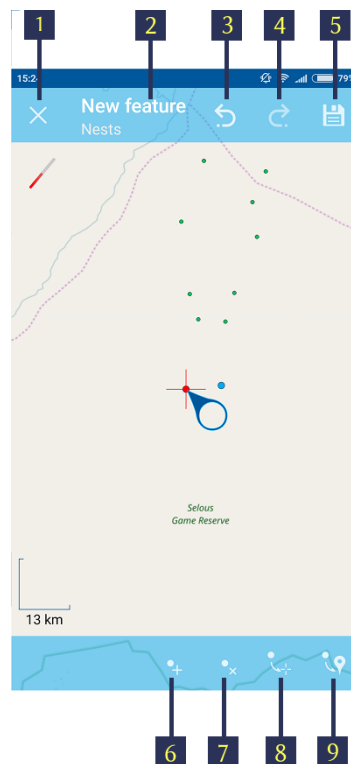 1 2 3 4 5
15:24 79%
New feature
Nests
Selous
Game Reserve
13 km
6 7 8 9